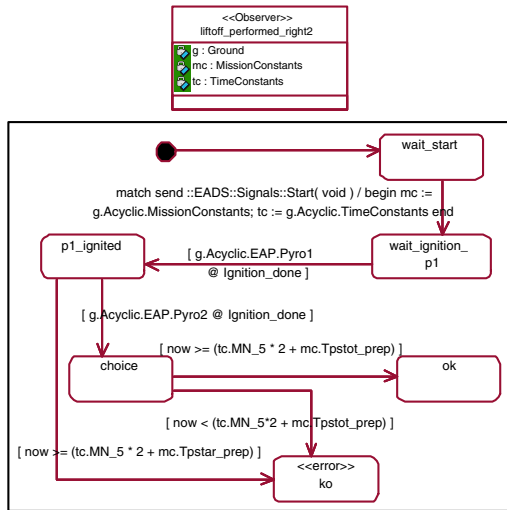 <<Observer>>
liftoff_performed_right2
g : Ground
mc : MissionConstants
tc : TimeConstants
wait_start
match send ::EADS::Signals::Start( void ) / begin mc :=
g.Acyclic.MissionConstants; tc := g.Acyclic.TimeConstants end
p1_ignited
[ g.Acyclic.EAP.Pyro1
@ Ignition_done ]
wait_ignition_
p1
[ g.Acyclic.EAP.Pyro2 @ Ignition_done ]
choice
[ now >= (tc.MN_5 * 2 + mc.Tpstot_prep) ]
ok
[ now < (tc.MN_5*2 + mc.Tpstot_prep) ]
[ now >= (tc.MN_5 * 2 + mc.Tpstar_prep) ]
<<error>>
ko